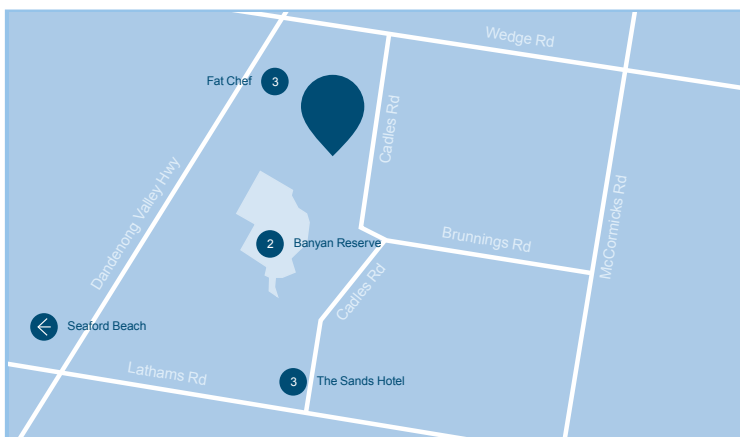 Wedge Rd
Fat Chef 3
Cadles Rd
Dandenong Valley Hwy
McCormicks Rd
2 Banyan Reserve
Brunnings Rd
Cadles Rd
Seaford Beach
Lathams Rd
3 The Sands Hotel